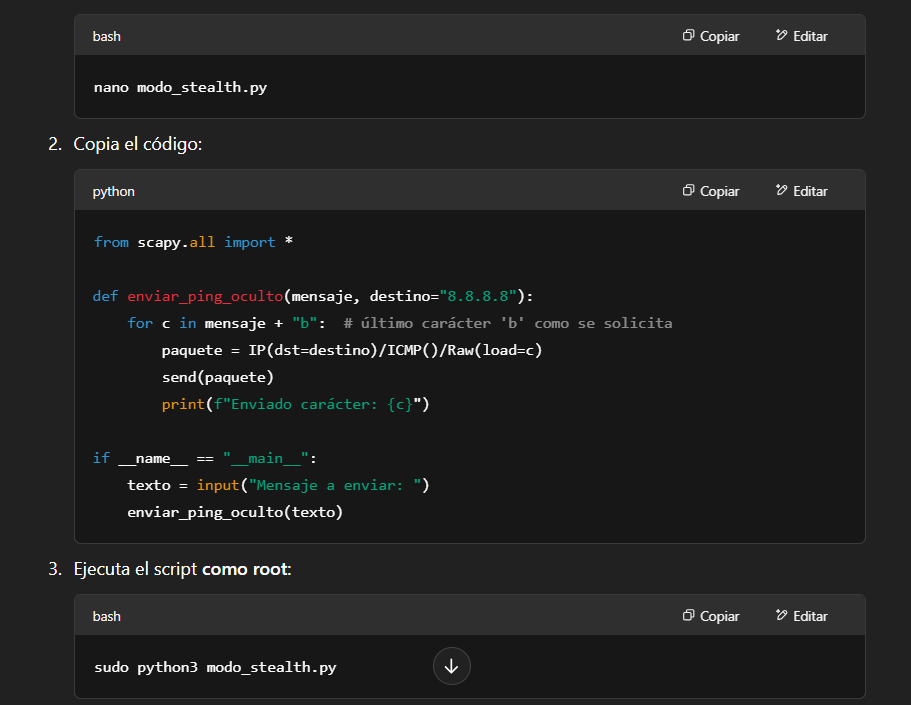 bash
Copiar
Editar
nano modo_stealth.py
2. Copia el código:
python
Copiar
Editar
from scapy.all import *
def enviar_ping_oculto(mensaje, destino="8.8.8.8"):
for c in mensaje + "b":  # último carácter 'b' como se solicita
paquete = IP(dst=destino)/ICMP()/Raw(load=c)
send(paquete)
print(f"Enviado carácter: {c}")
if __name__ == "__main__":
texto = input("Mensaje a enviar: ")
enviar_ping_oculto(texto)
3. Ejecuta el script como root:
bash
Copiar
Editar
sudo python3 modo_stealth.py